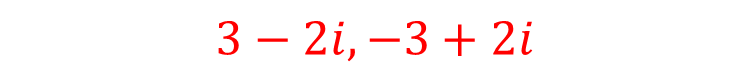 3 − 2i, −3 + 2i